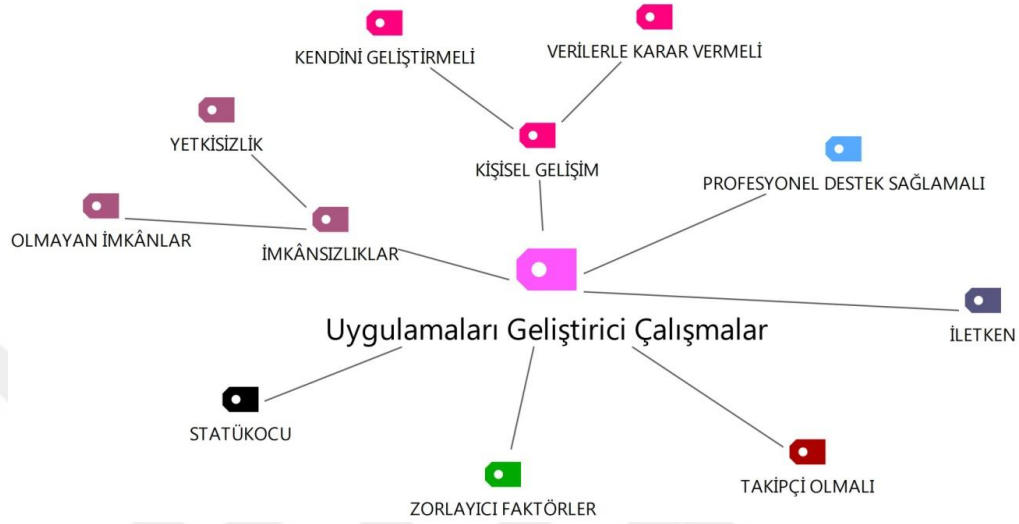 KENDİNİ GELİŞTİRMELİ
VERİLERLE KARAR VERMELİ
YETKİSİZLİK
KİŞİSEL GELİŞİM
PROFESYONEL DESTEK SAĞLAMALI
OLMAYAN İMKÂNLAR
İMKÂNSIZLIKLAR
Uygulamaları Geliştirici Çalışmalar
İLETKEN
STATÜKOCU
TAKİPÇİ OLMALI
ZORLAYICI FAKTÖRLER